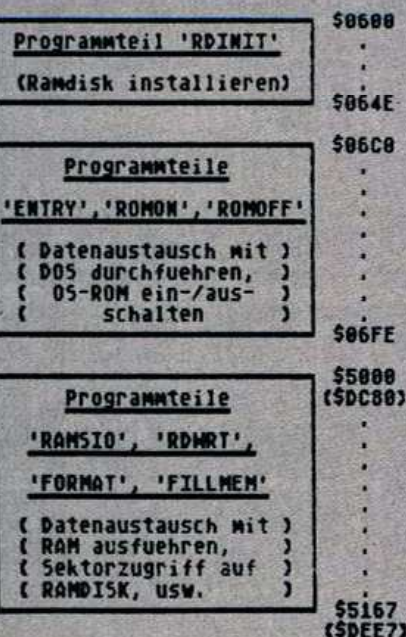 $0600
Programmteil 'RDINIT'
(Ramdisk installieren)
$064E
$06C0
Programmteile
'ENTRY','ROMON','ROMOFF'
( Datenaustausch mit )
( DOS durchfuehren, )
( OS-ROM ein-/aus- )
( schalten )
$06FE
$5000
($DC80)
Programmteile
'RAMSIO', 'RDWRT',
'FORMAT', 'FILLMEM'
( Datenaustausch mit )
( RAM ausfuehren, )
( Sektorzugriff auf )
( RAMDISK, usw. )
$5167
($DEE7)